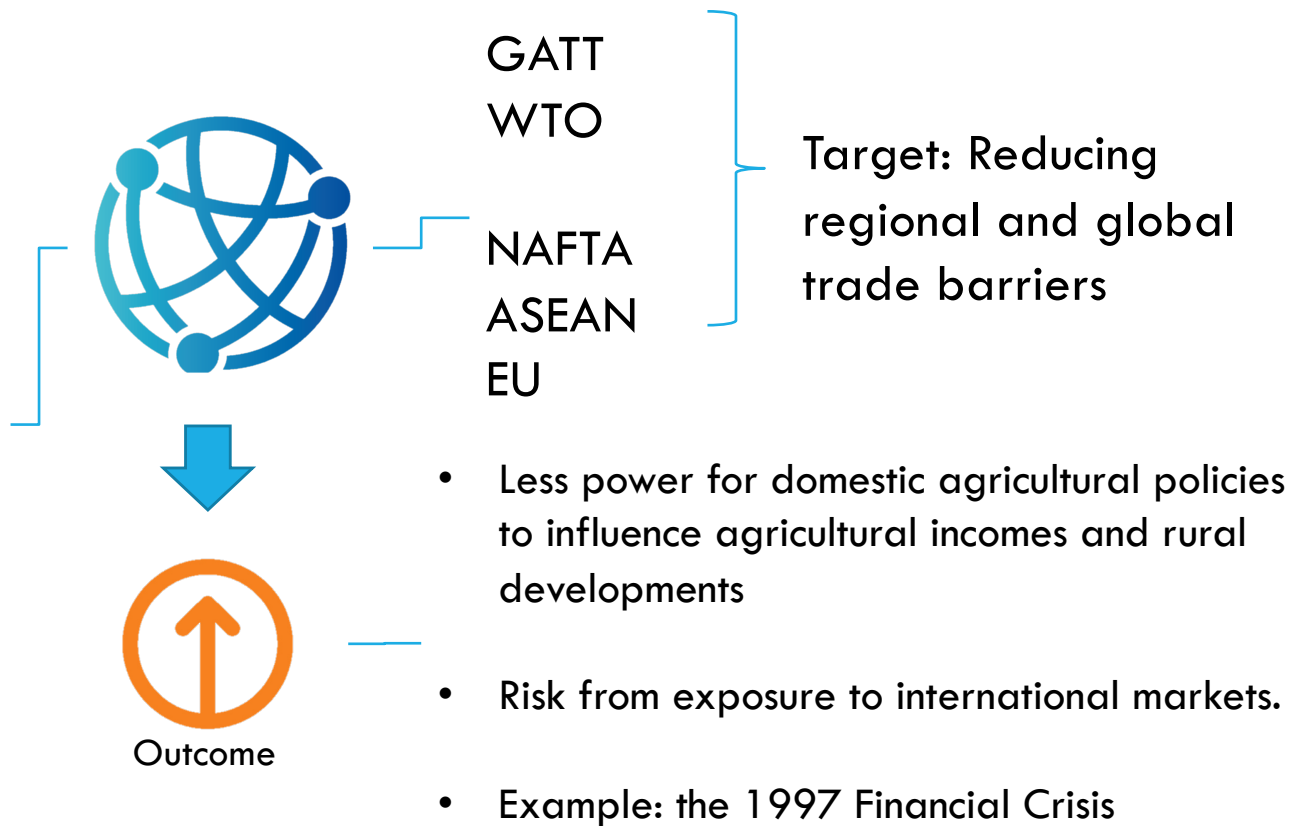 GATT
WTO
NAFTA
ASEAN
EU
Target: Reducing
regional and global
trade barriers
• Less power for domestic agricultural policies
to influence agricultural incomes and rural
developments
• Risk from exposure to international markets.
Outcome
• Example: the 1997 Financial Crisis